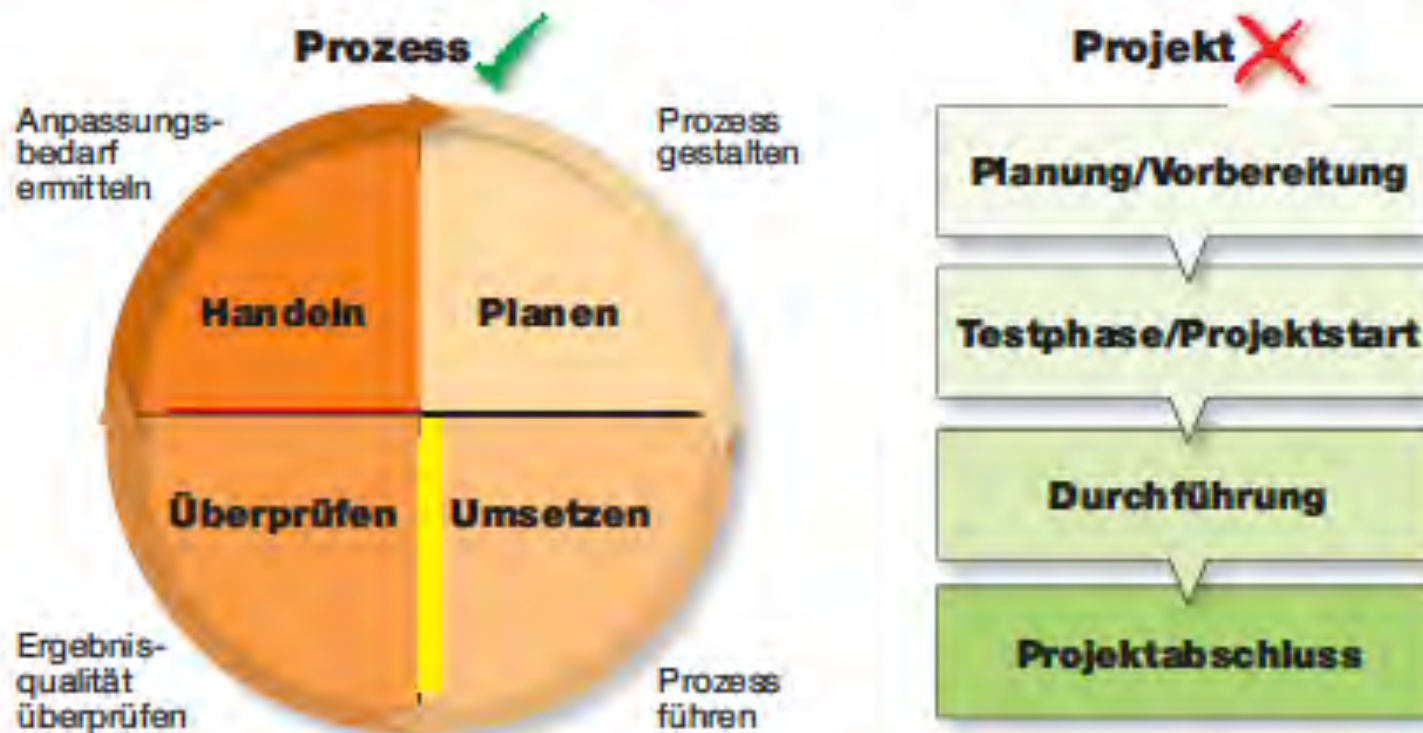 Prozess
Anpassungs-
bedarf
ermitteln
Prozess
gestalten
Handeln
Planen
Überprüfen
Umsetzen
Ergebnis-
qualität
überprüfen
Prozess
führen
Projekt
Planung/Vorbereitung
Testphase/Projektstart
Durchführung
Projektabschluss